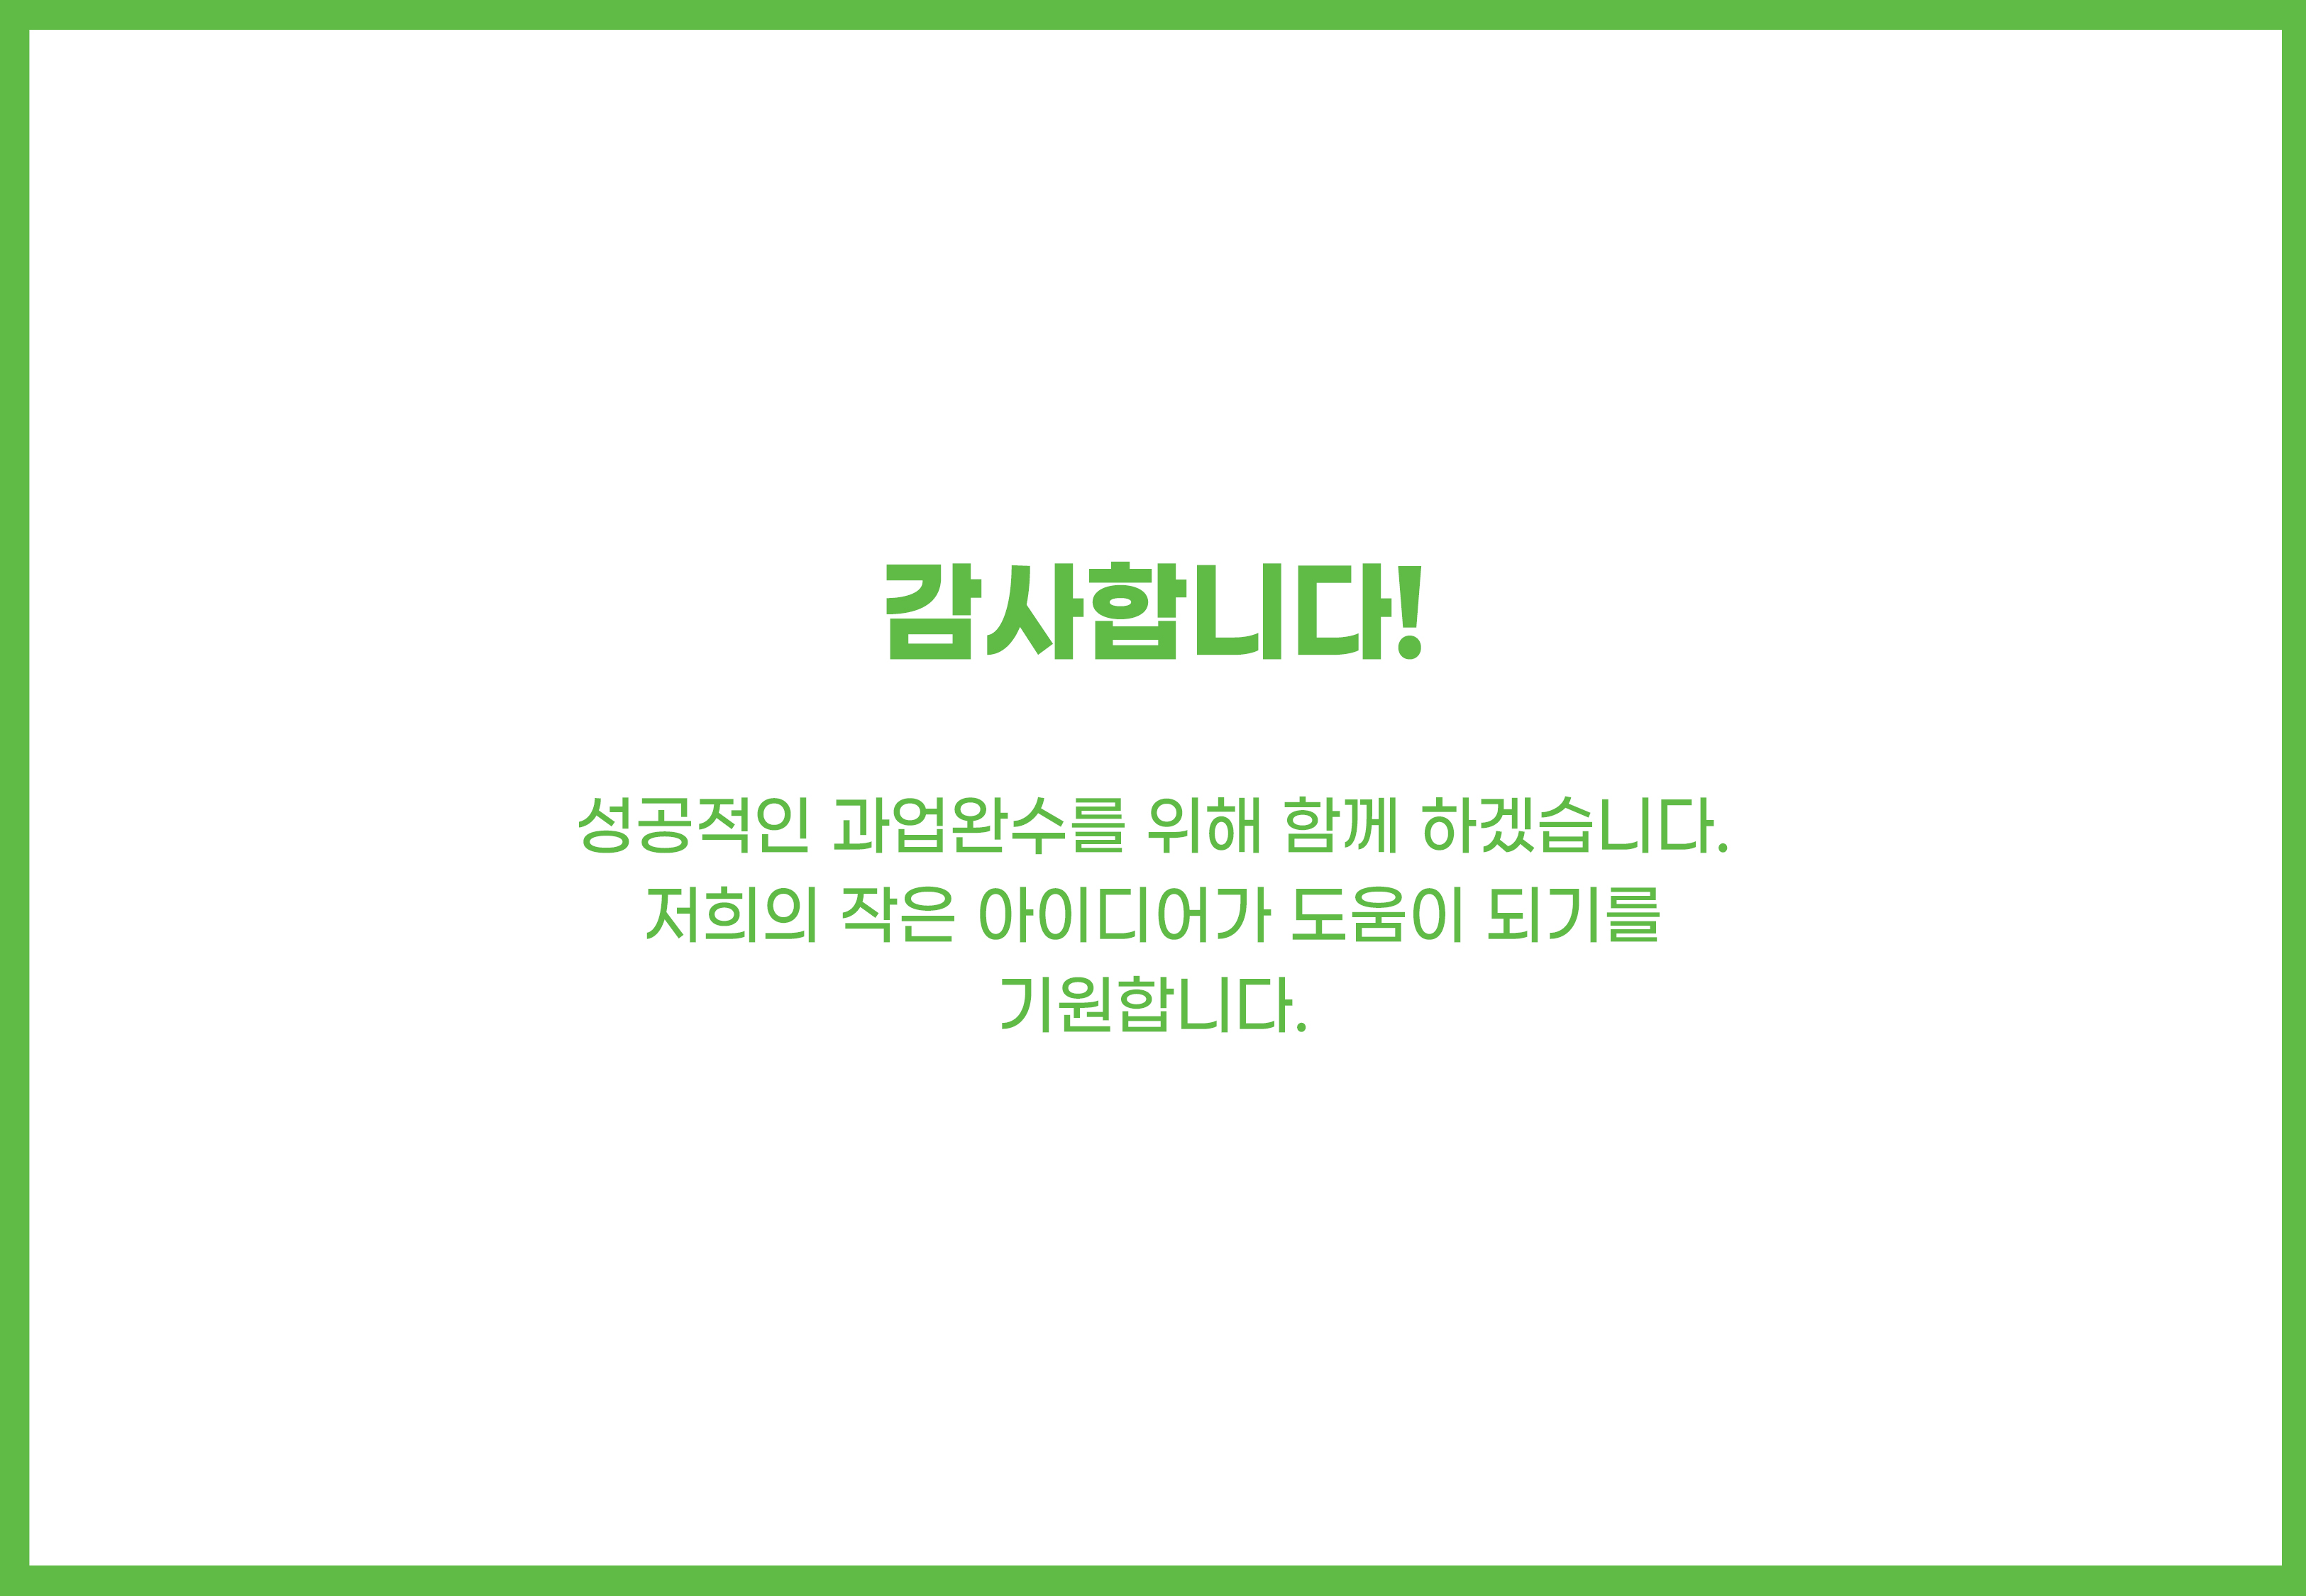 감사합니다!
성공적인 과업완수를 위해 함께 하겠습니다.
저희의 작은 아이디어가 도음이 되기를
기원합니다.